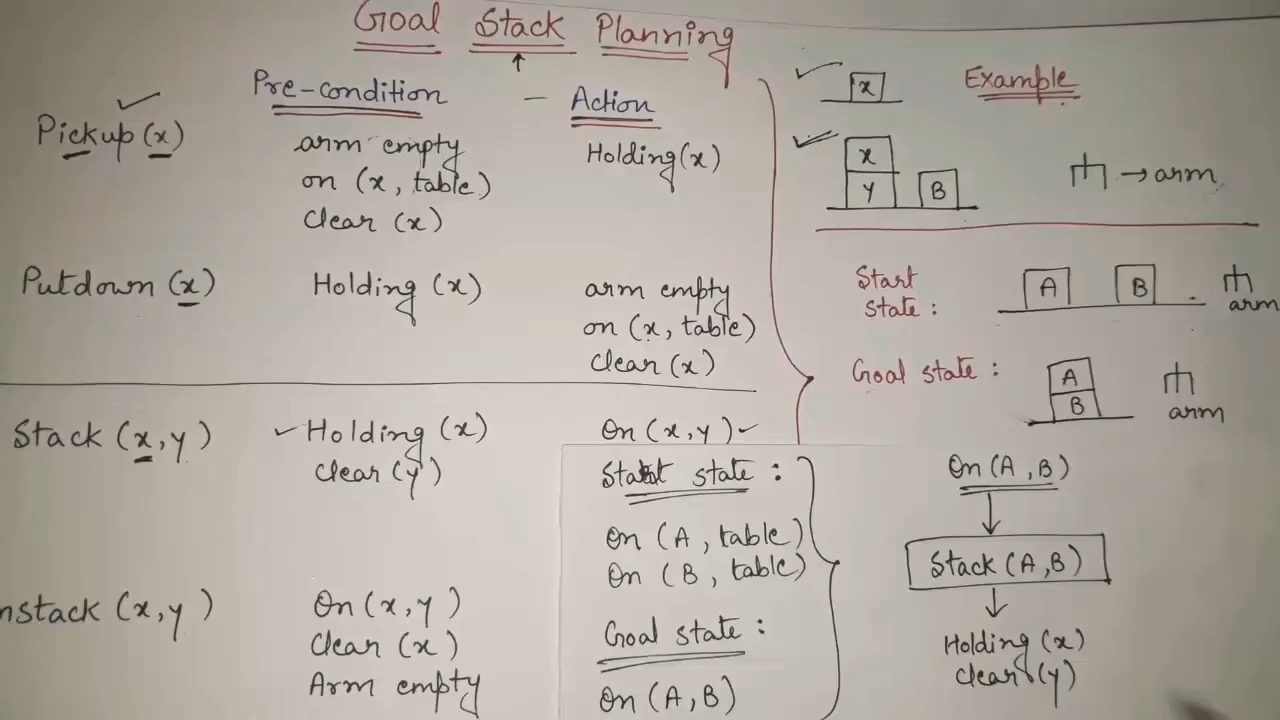 Goal Stack Planning
Pre-condition - Action
Pickup (x)
arm empty
on (x, table)
Clear (x)
Holding (x)
Putdown (x)
Holding (x)
arm empty
on (x, table)
Clear (x)
Stack (x, y)
Holding (x)
Clear (y)
On (x, y)
nstack (x, y)
On (x, y)
Clear (x)
Arm empty
Start state :
On (A, table)
On (B, table)
Goal state :
On (A, B)
Example
x
x
y
B
→ arm
Start
state :
A
B
arm
Goal state :
A
B
arm
On (A, B)
Stack (A, B)
Holding (x)
Clear (y)